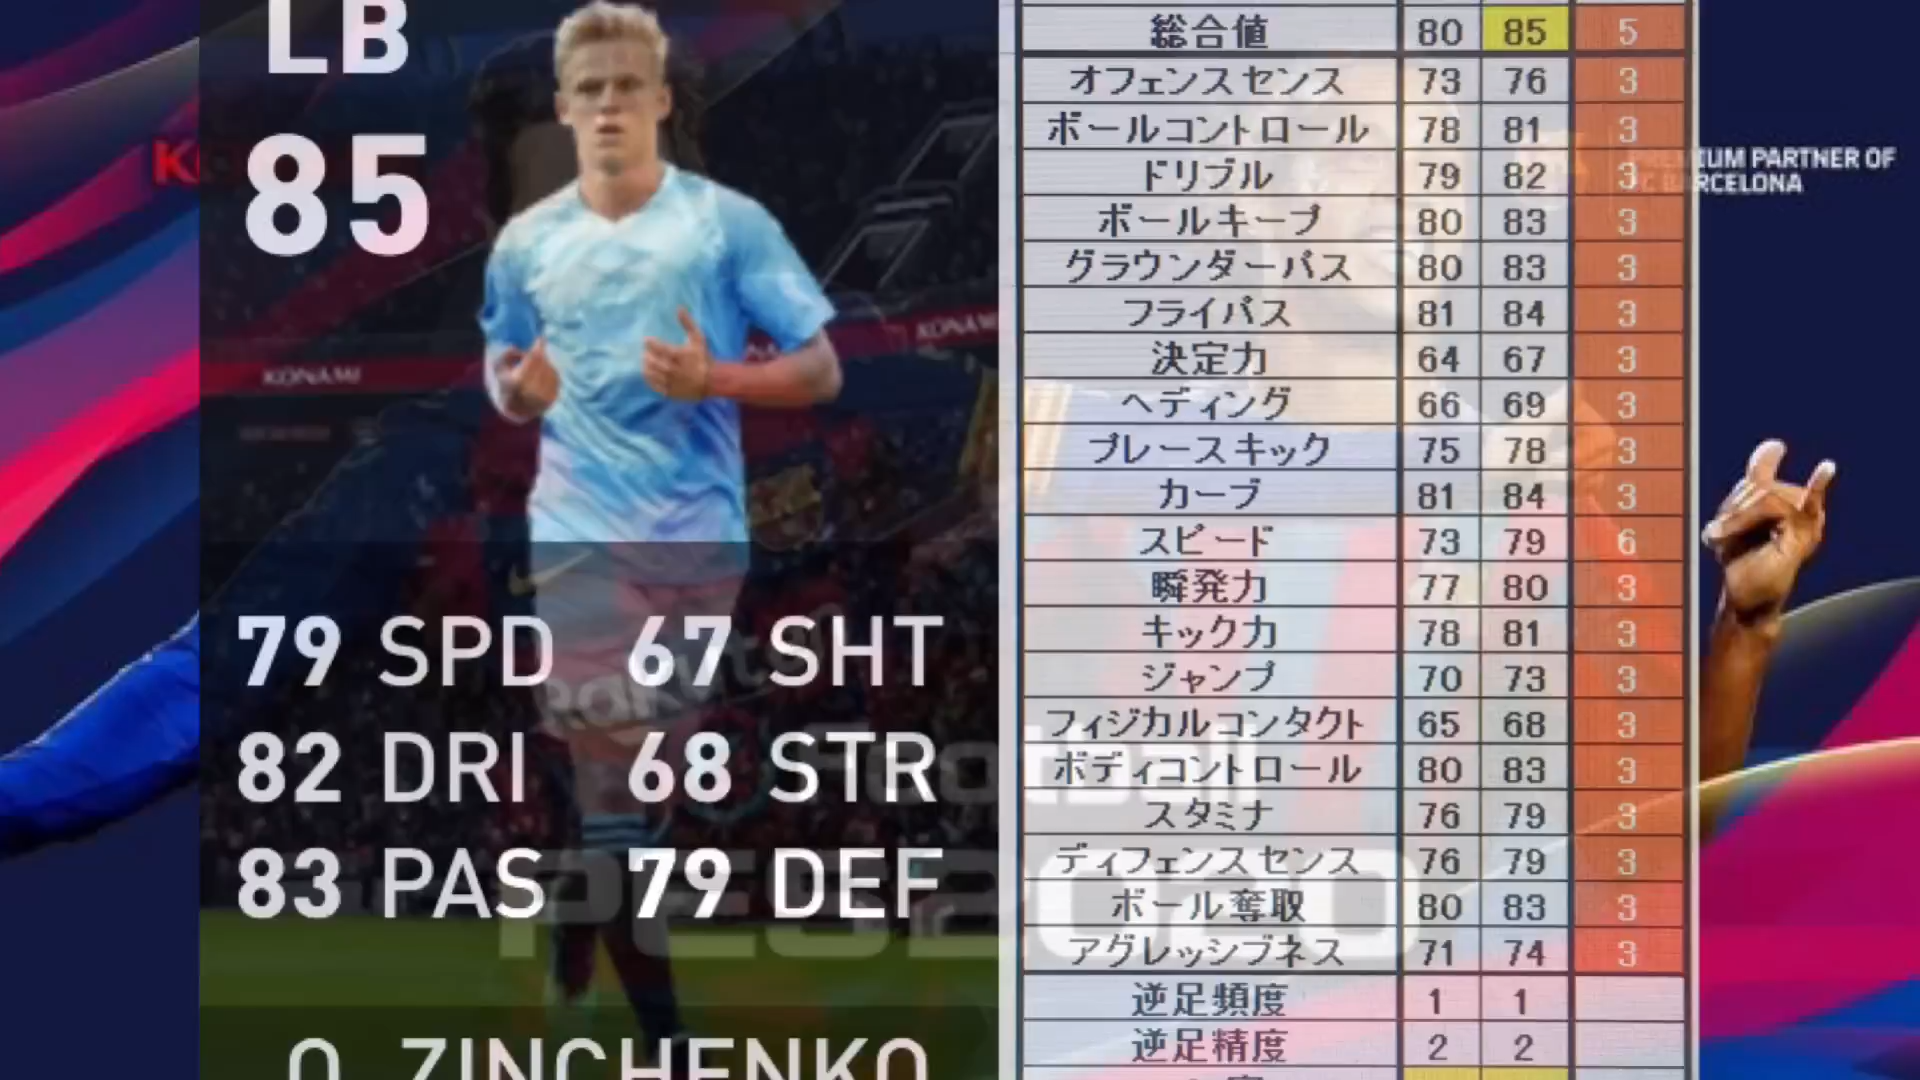 LB
85
KONAMI
KONAMI
79 SPD 67 SHT
82 DRI 68 STR
83 PAS 79 DEF
O. ZINCHENKO
Rakuten
Football
PES2020
PREMIUM PARTNER OF
FC BARCELONA
総合値 80 85 5
オフェンスセンス 73 76 3
ボールコントロール 78 81 3
ドリブル 79 82 3
ボールキープ 80 83 3
グラウンダーパス 80 83 3
フライパス 81 84 3
決定力 64 67 3
ヘディング 66 69 3
プレースキック 75 78 3
カーブ 81 84 3
スピード 73 79 6
瞬発力 77 80 3
キック力 78 81 3
ジャンプ 70 73 3
フィジカルコンタクト 65 68 3
ボディコントロール 80 83 3
スタミナ 76 79 3
ディフェンスセンス 76 79 3
ボール奪取 80 83 3
アグレッシブネス 71 74 3
逆足頻度 1 1
逆足精度 2 2